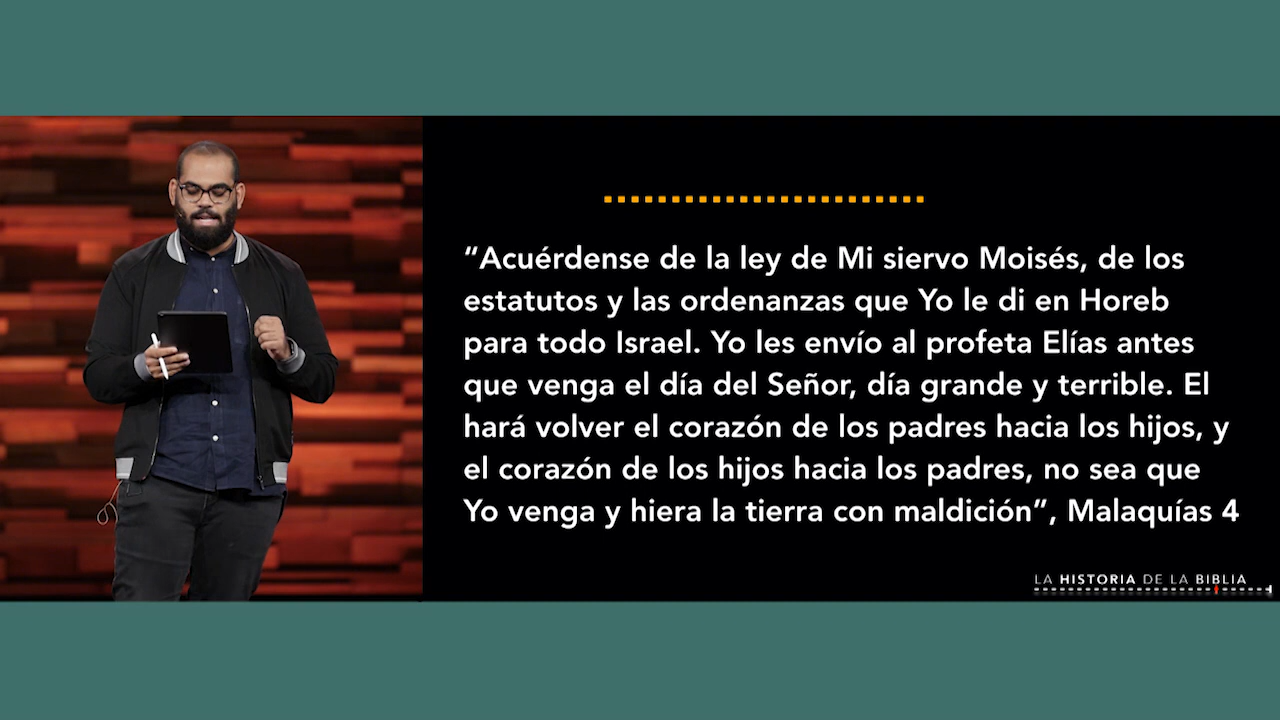 “Acuérdense de la ley de Mi siervo Moisés, de los
estatutos y las ordenanzas que Yo le di en Horeb
para todo Israel. Yo les envío al profeta Elías antes
que venga el día del Señor, día grande y terrible. El
hará volver el corazón de los padres hacia los hijos, y
el corazón de los hijos hacia los padres, no sea que
Yo venga y hiera la tierra con maldición”, Malaquías 4
LA HISTORIA DE LA BIBLIA